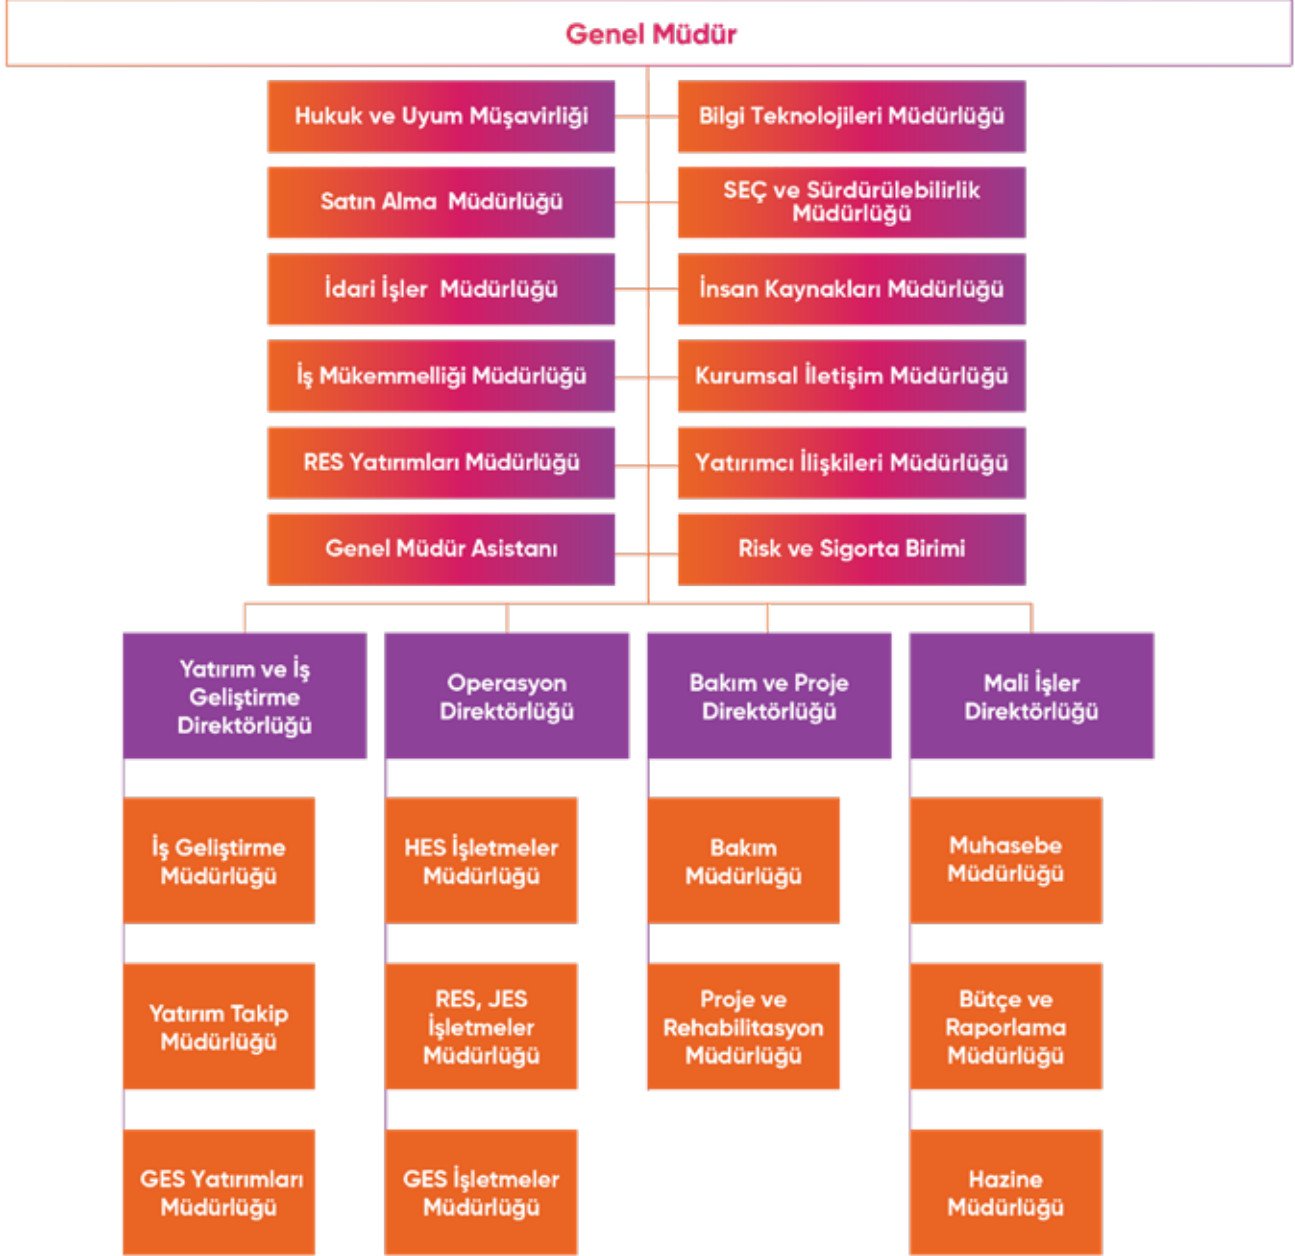 Genel Müdür
Hukuk ve Uyum Müşavirliği
Bilgi Teknolojileri Müdürlüğü
Satın Alma Müdürlüğü
SEÇ ve Sürdürülebilirlik
Müdürlüğü
İdari İşler Müdürlüğü
İnsan Kaynakları Müdürlüğü
İş Mükemmelliği Müdürlüğü
Kurumsal İletişim Müdürlüğü
RES Yatırımları Müdürlüğü
Yatırımcı İlişkileri Müdürlüğü
Genel Müdür Asistanı
Risk ve Sigorta Birimi
Yatırım ve İş
Geliştirme
Direktörlüğü
Operasyon
Direktörlüğü
Bakım ve Proje
Direktörlüğü
Mali İşler
Direktörlüğü
İş Geliştirme
Müdürlüğü
HES İşletmeler
Müdürlüğü
Bakım
Müdürlüğü
Muhasebe
Müdürlüğü
Yatırım Takip
Müdürlüğü
RES, JES
İşletmeler
Müdürlüğü
Proje ve
Rehabilitasyon
Müdürlüğü
Bütçe ve
Raporlama
Müdürlüğü
GES Yatırımları
Müdürlüğü
GES İşletmeler
Müdürlüğü
Hazine
Müdürlüğü